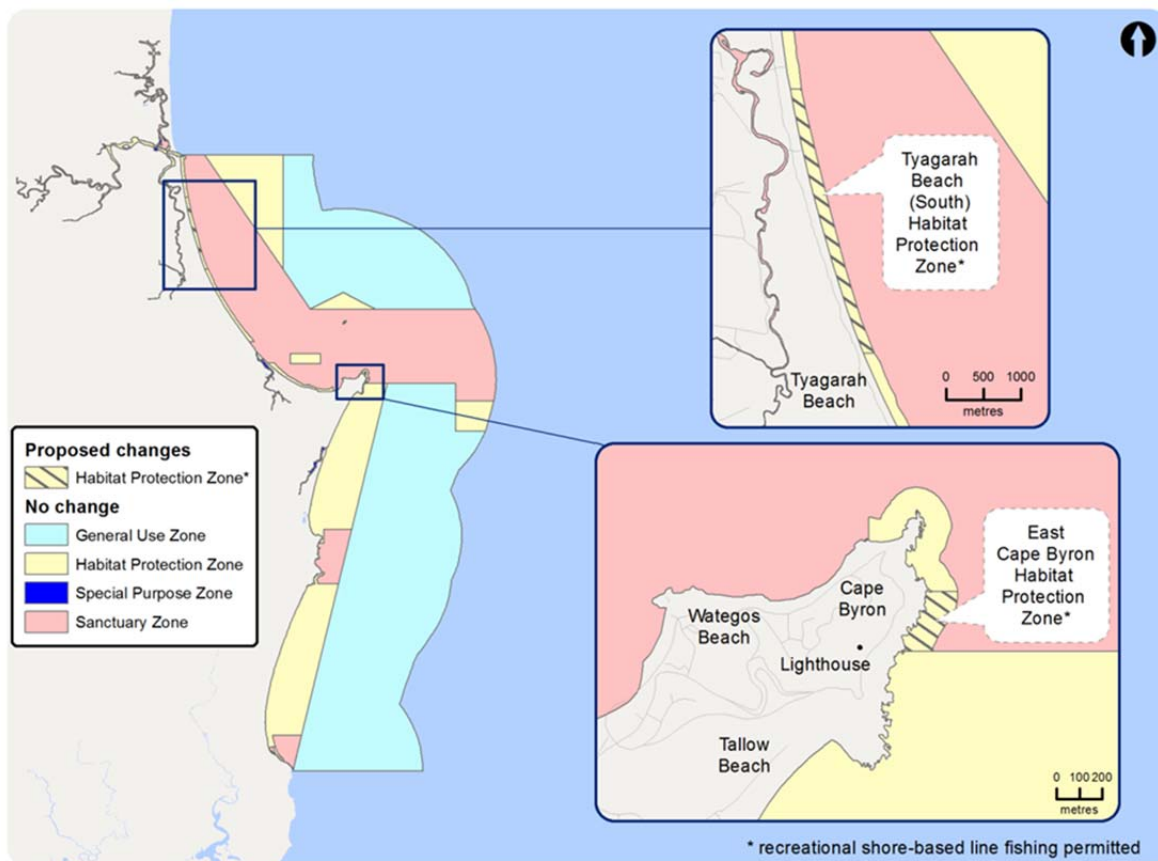 Tyagarah
Beach
(South)
Habitat
Protection
Zone*
Tyagarah
Beach
0 500 1000
metres
Proposed changes
Habitat Protection Zone*
No change
General Use Zone
Habitat Protection Zone
Special Purpose Zone
Sanctuary Zone
East
Cape Byron
Habitat
Protection
Zone*
Cape
Byron
Wategos
Beach
Lighthouse
Tallow
Beach
0 100 200
metres
* recreational shore-based line fishing permitted